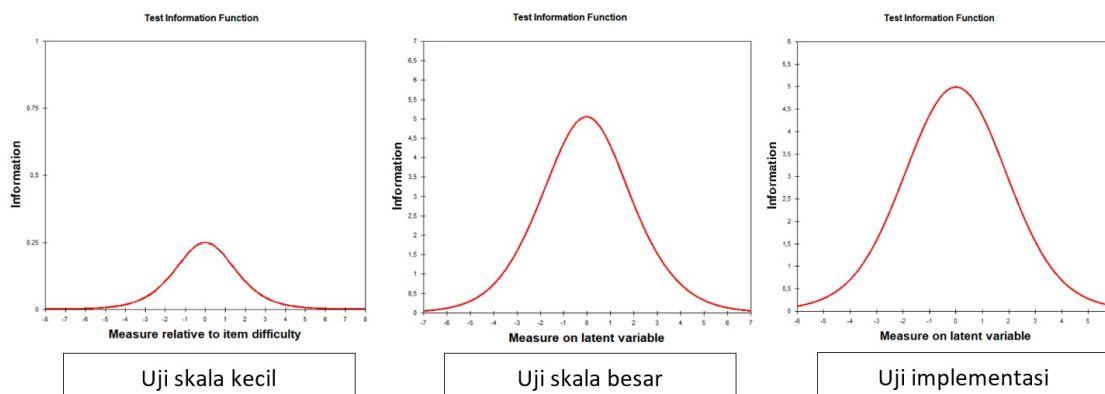 Test Information Function
Information
1
0,75
0,5
0,25
0
-8 -7 -6 -5 -4 -3 -2 -1 0 1 2 3 4 5 6 7 8
Measure relative to item difficulty
Uji skala kecil
Test Information Function
Information
7
6,5
6
5,5
5
4,5
4
3,5
3
2,5
2
1,5
1
0,5
0
-7 -6 -5 -4 -3 -2 -1 0 1 2 3 4 5 6 7
Measure on latent variable
Uji skala besar
Test Information Function
Information
6
5,5
5
4,5
4
3,5
3
2,5
2
1,5
1
0,5
0
-6 -5 -4 -3 -2 -1 0 1 2 3 4 5
Measure on latent variable
Uji implementasi